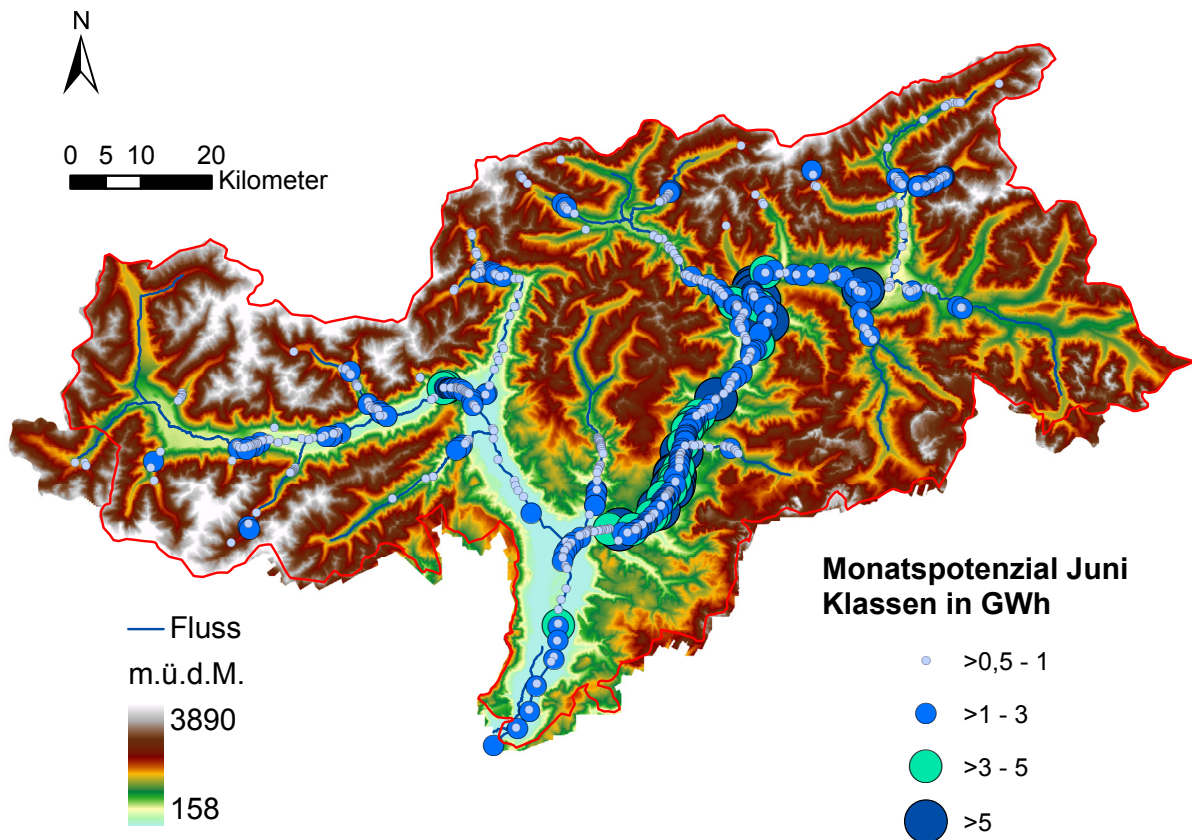 N
0 5 10 20
Kilometer
Fluss
m.ü.d.M.
3890
158
Monatspotenzial Juni
Klassen in GWh
>0,5 - 1
>1 - 3
>3 - 5
>5